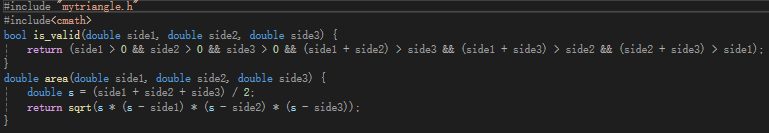 #include "mytriangle.h"
#include<cmath>
bool is_valid(double side1, double side2, double side3) {
    return (side1 > 0 && side2 > 0 && side3 > 0 && (side1 + side2) > side3 && (side1 + side3) > side2 && (side2 + side3) > side1);
}
double area(double side1, double side2, double side3) {
    double s = (side1 + side2 + side3) / 2;
    return sqrt(s * (s - side1) * (s - side2) * (s - side3));
}